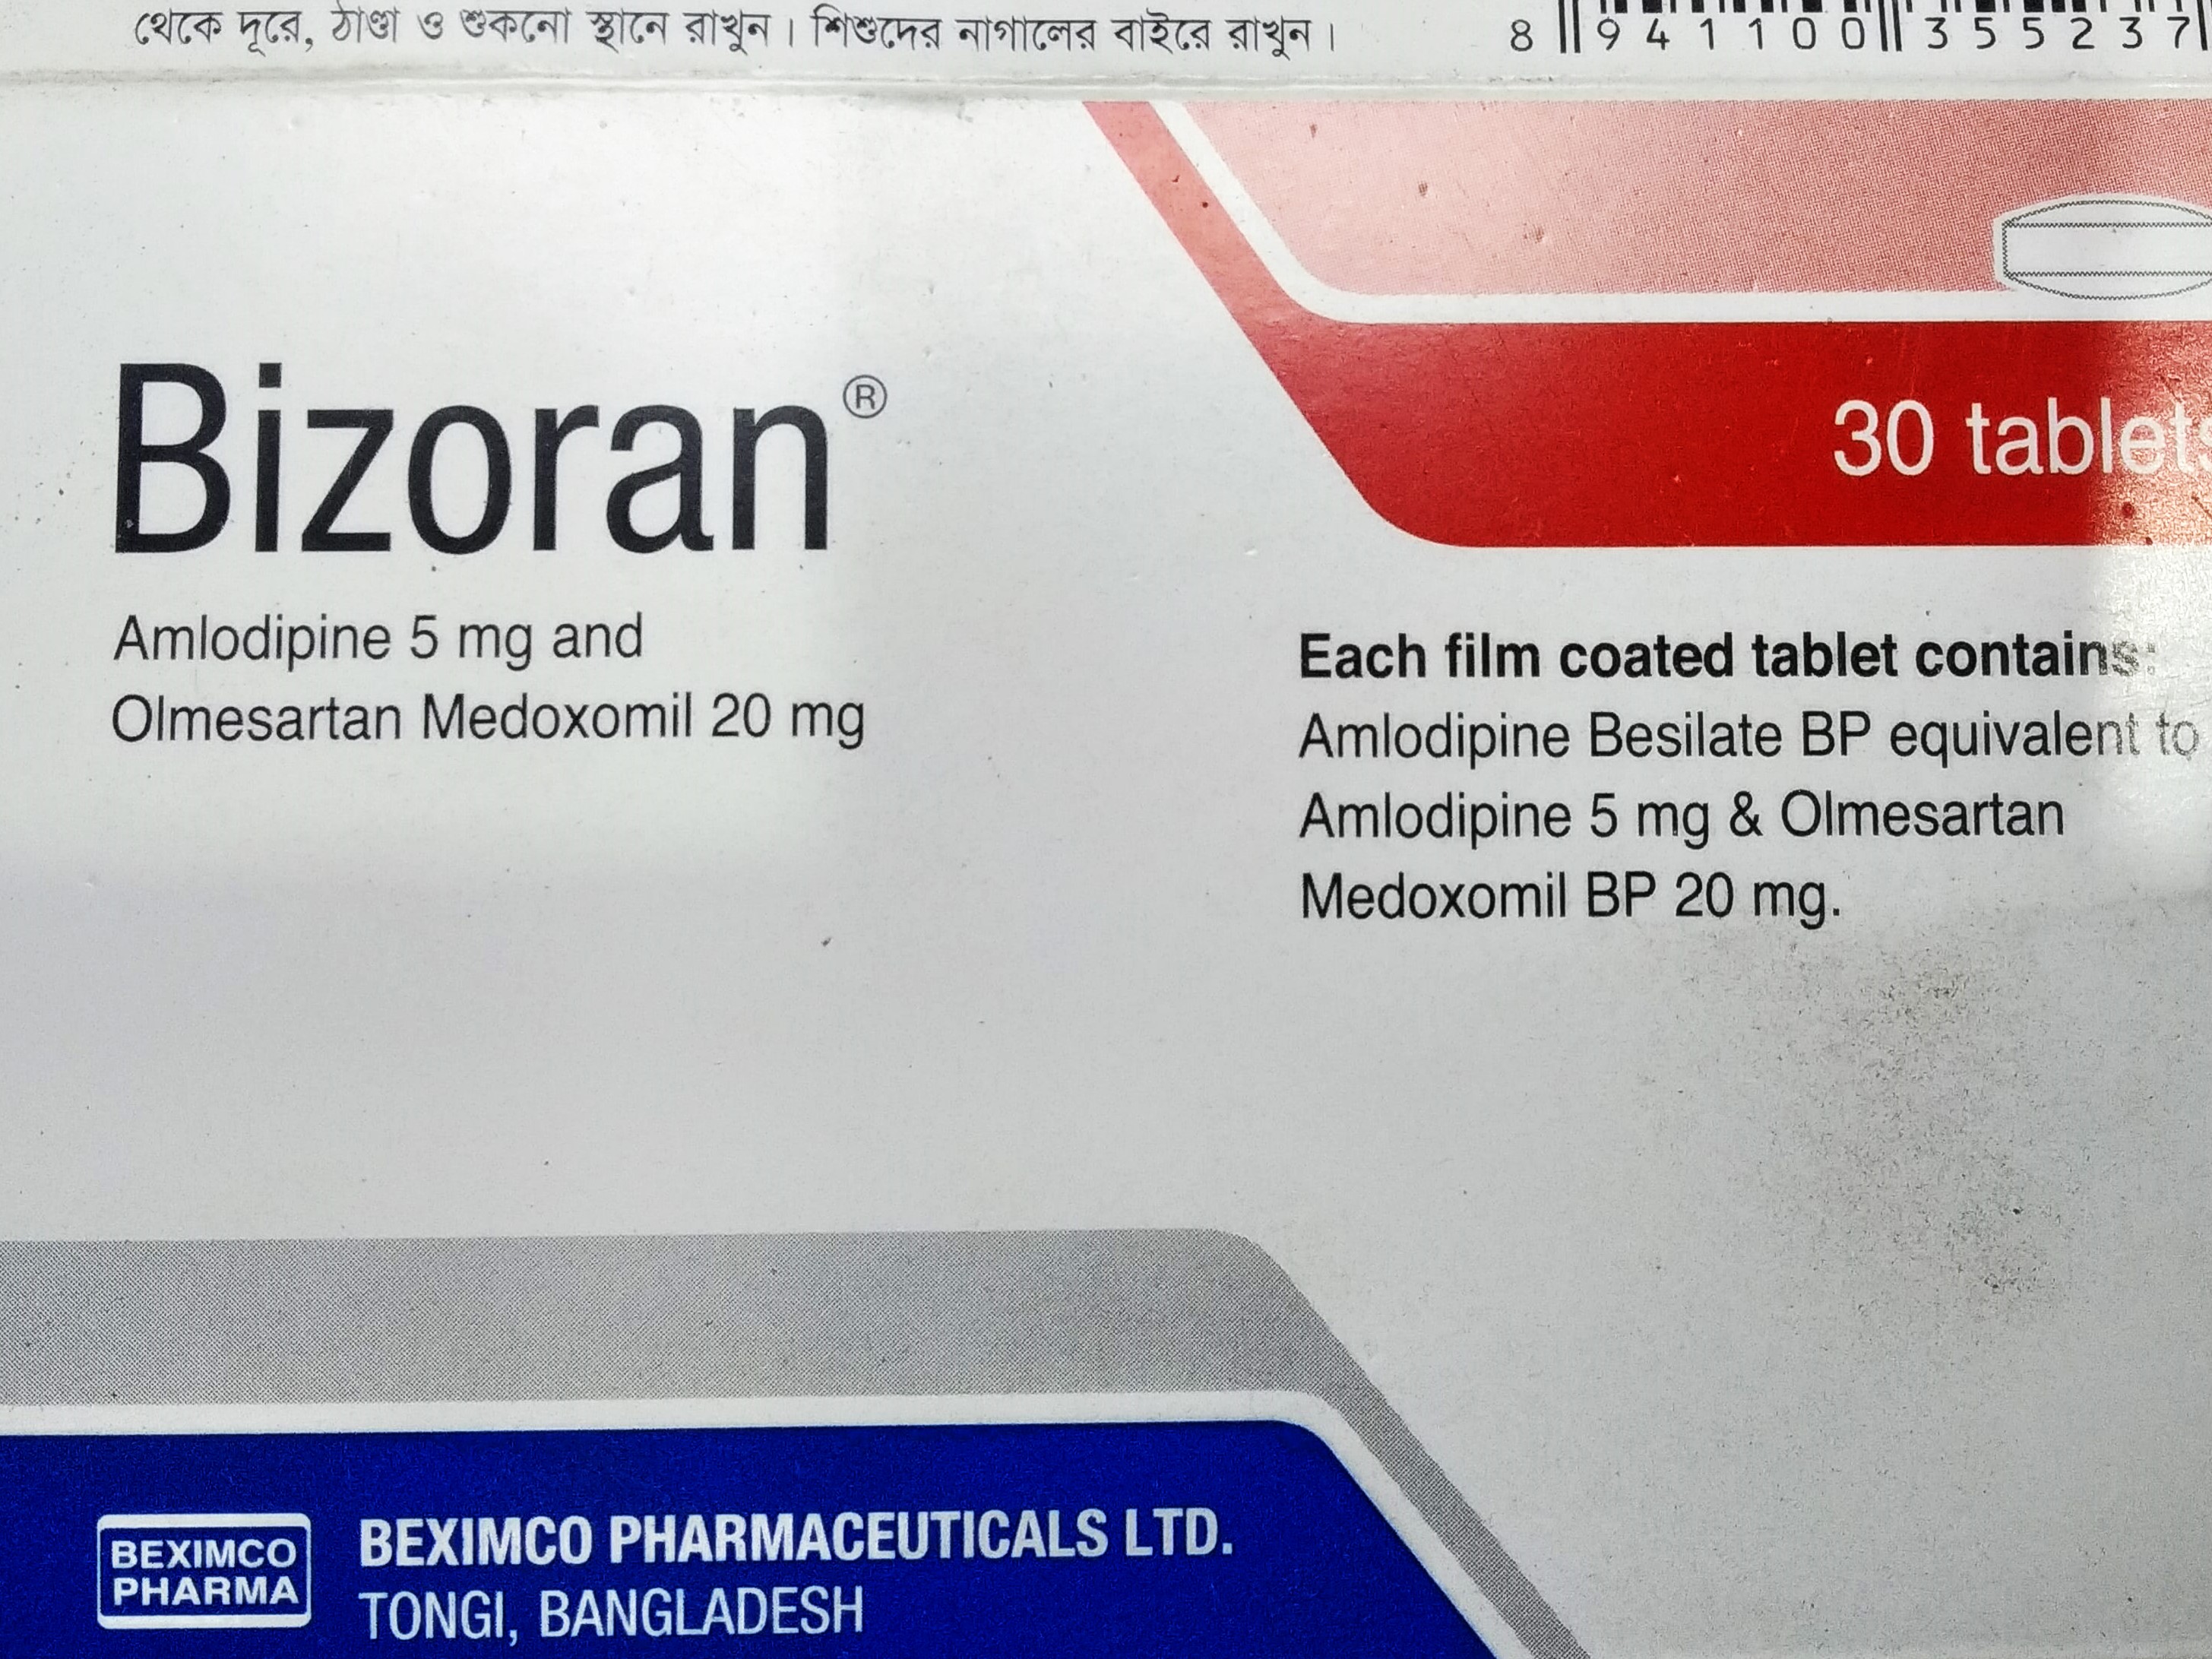 থেকে দূরে, ঠাণ্ডা ও শুকনো স্থানে রাখুন। শিশুদের নাগালের বাইরে রাখুন।
8 941100 355237
Bizoran®
Amlodipine 5 mg and
Olmesartan Medoxomil 20 mg
30 tablets
Each film coated tablet contains:
Amlodipine Besilate BP equivalent to
Amlodipine 5 mg & Olmesartan
Medoxomil BP 20 mg.
BEXIMCO
PHARMA
BEXIMCO PHARMACEUTICALS LTD.
TONGI, BANGLADESH